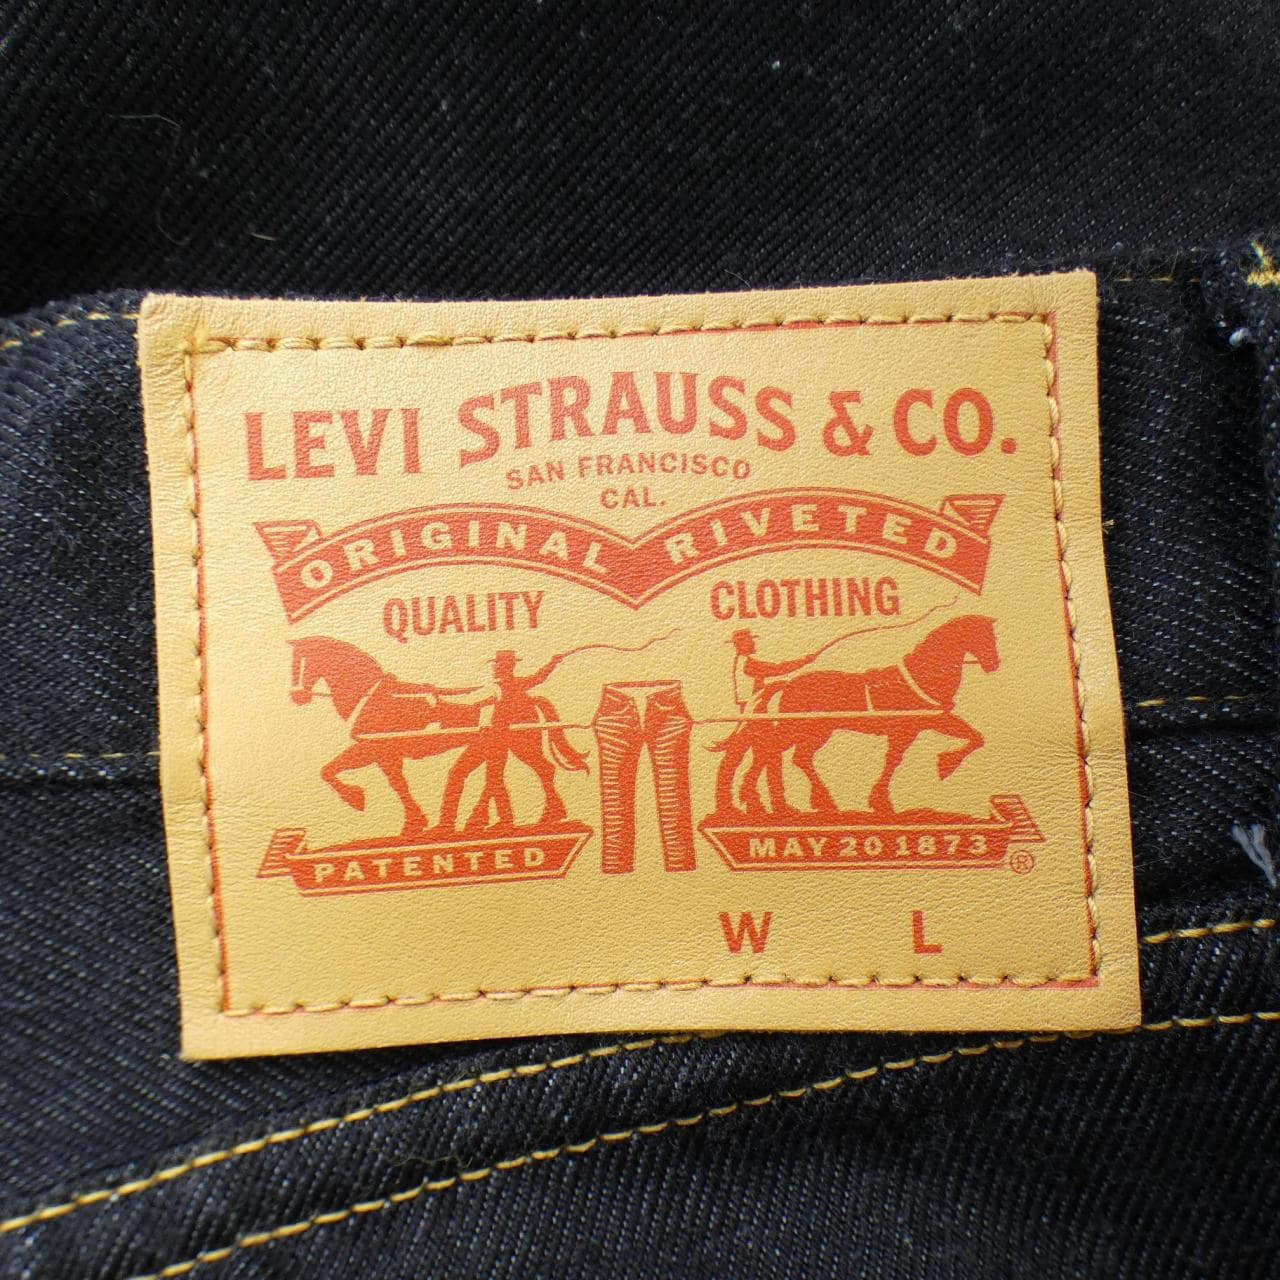 LEVI STRAUSS & CO.
SAN FRANCISCO
CAL.
ORIGINAL RIVETED
QUALITY CLOTHING
PATENTED MAY 20 1873 ®
W L